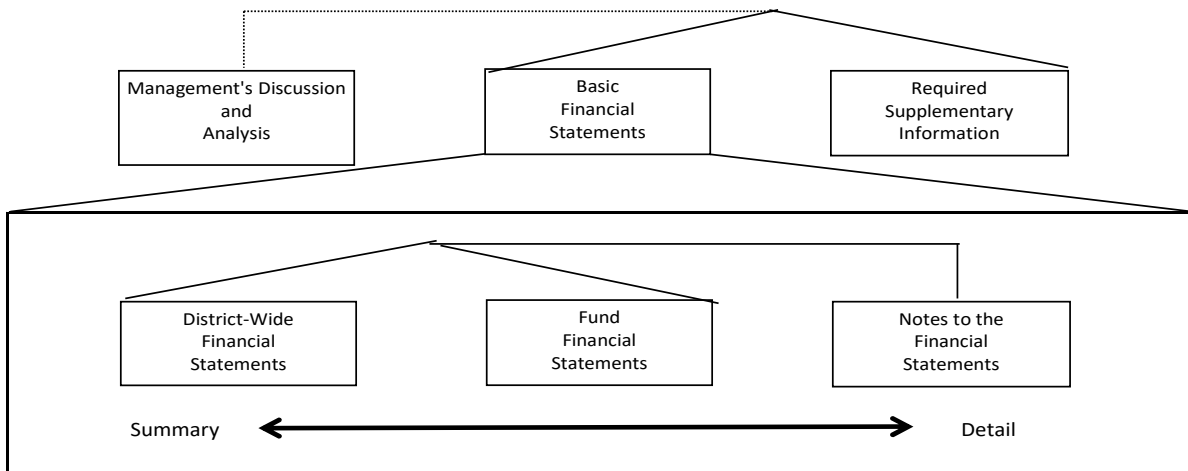 Management's Discussion
and
Analysis
Basic
Financial
Statements
Required
Supplementary
Information
District-Wide
Financial
Statements
Fund
Financial
Statements
Notes to the
Financial
Statements
Summary
Detail